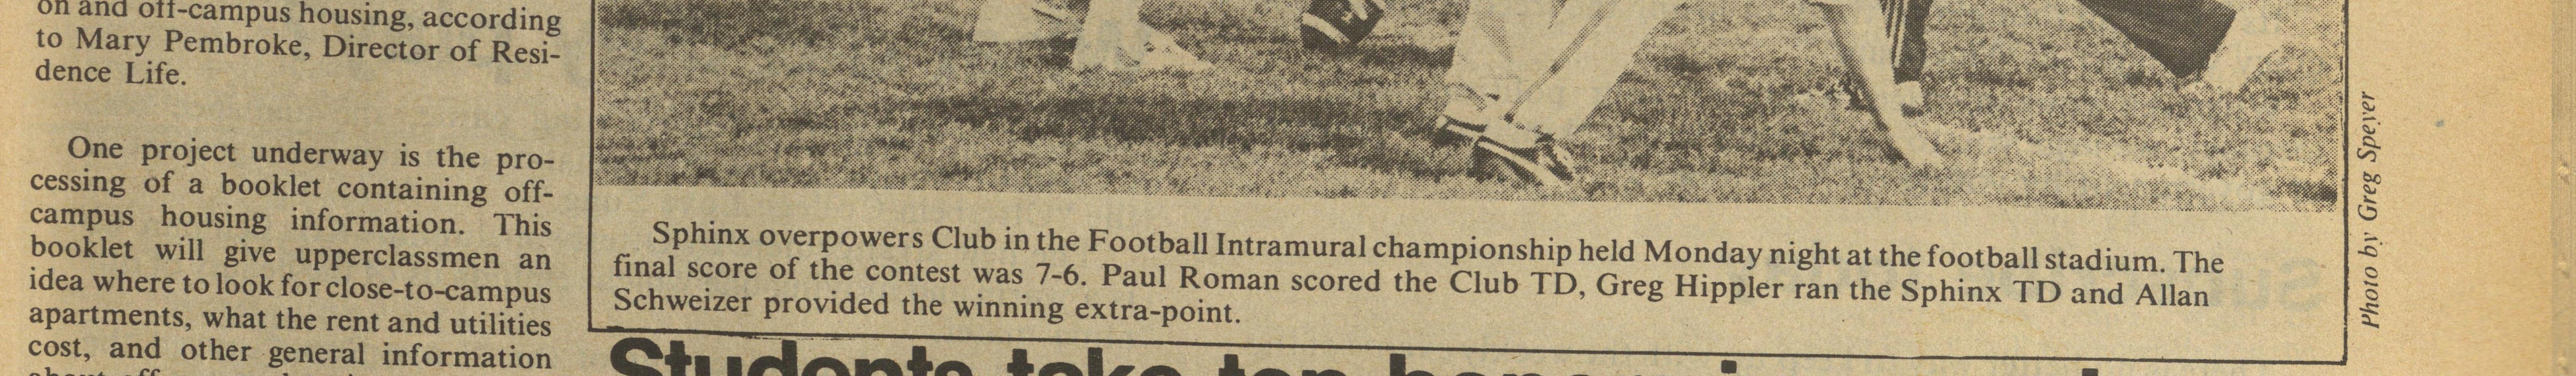 on and off-campus housing, according
to Mary Pembroke, Director of Resi-
dence Life.
One project underway is the pro-
cessing of a booklet containing off-
campus housing information. This
booklet will give upperclassmen an
idea where to look for close-to-campus
apartments, what the rent and utilities
cost, and other general information
Sphinx overpowers Club in the Football Intramural championship held Monday night at the football stadium. The
final score of the contest was 7-6. Paul Roman scored the Club TD, Greg Hippler ran the Sphinx TD and Allan
Schweizer provided the winning extra-point.
Photo by Greg Speyer
Students take top